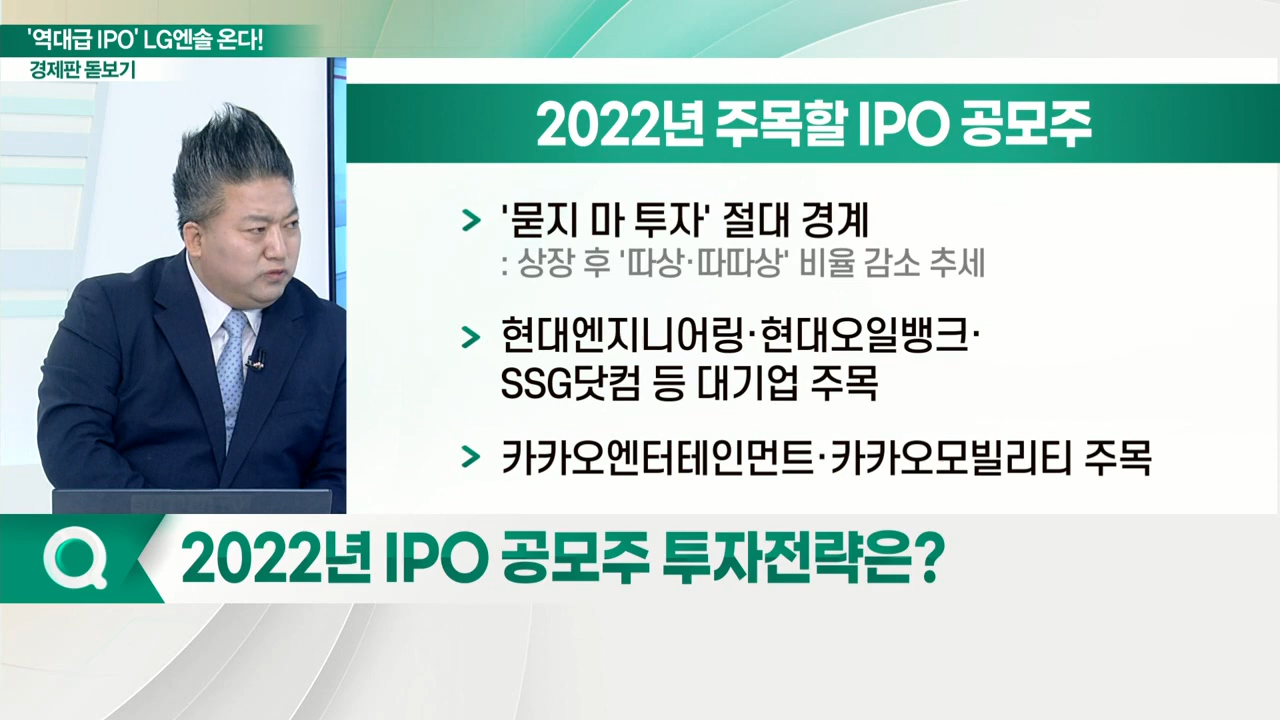 '역대급 IPO' LG엔솔 온다!
경제판 돋보기
2022년 주목할 IPO 공모주
> '묻지 마 투자' 절대 경계
: 상장 후 '따상·따따상' 비율 감소 추세
> 현대엔지니어링·현대오일뱅크·
SSG닷컴 등 대기업 주목
> 카카오엔터테인먼트·카카오모빌리티 주목
2022년 IPO 공모주 투자전략은?